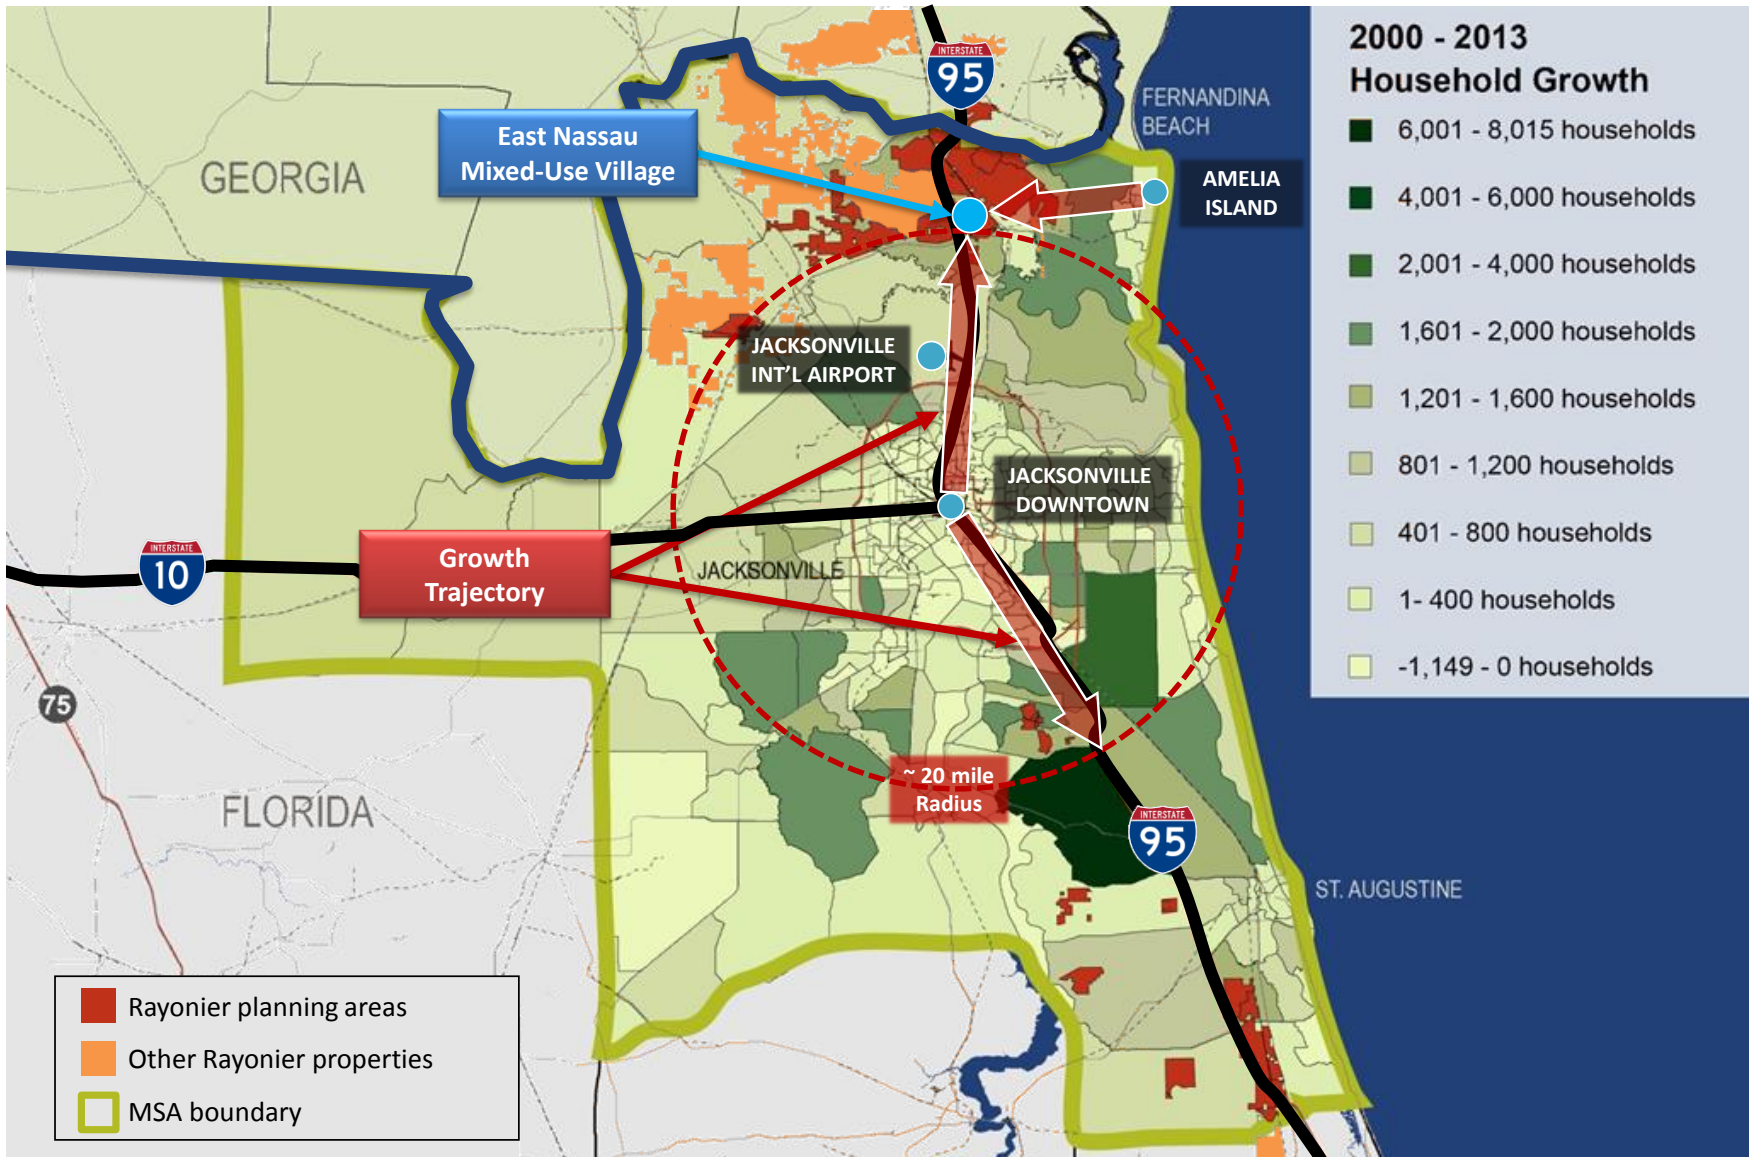 2000 - 2013
Household Growth
6,001 - 8,015 households
4,001 - 6,000 households
2,001 - 4,000 households
1,601 - 2,000 households
1,201 - 1,600 households
801 - 1,200 households
401 - 800 households
1- 400 households
-1,149 - 0 households
INTERSTATE
95
FERNANDINA
BEACH
East Nassau
Mixed-Use Village
GEORGIA
AMELIA
ISLAND
JACKSONVILLE
INT'L AIRPORT
JACKSONVILLE
DOWNTOWN
INTERSTATE
10
Growth
Trajectory
JACKSONVILLE
75
~ 20 mile
Radius
FLORIDA
INTERSTATE
95
ST. AUGUSTINE
Rayonier planning areas
Other Rayonier properties
MSA boundary